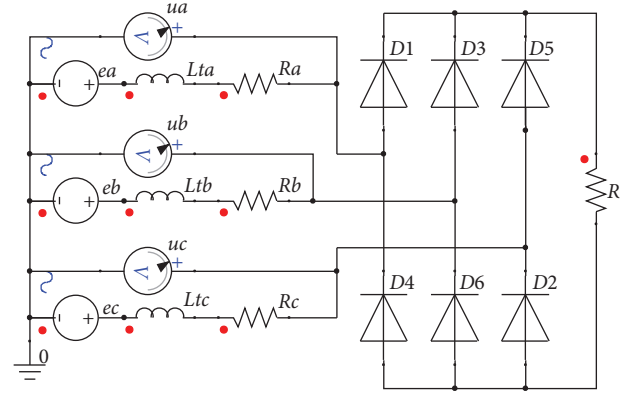 ua
V
+
ea
Lta
Ra
- +
ub
V
+
eb
Ltb
Rb
- +
uc
V
+
ec
Ltc
Rc
- +
0
D1
D3
D5
D4
D6
D2
R